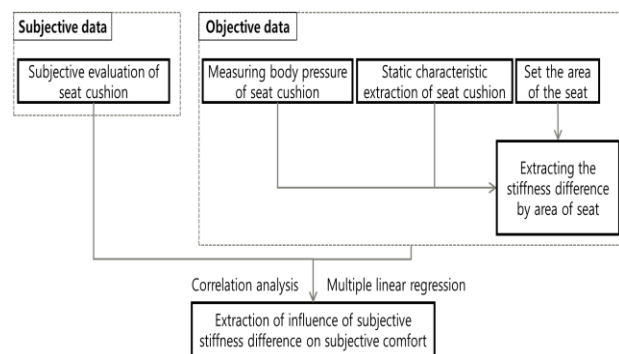 Subjective data
Subjective evaluation of
seat cushion
Objective data
Measuring body pressure
of seat cushion
Static characteristic
extraction of seat cushion
Set the area
of the seat
Extracting the
stiffness difference
by area of seat
Correlation analysis
Multiple linear regression
Extraction of influence of subjective
stiffness difference on subjective comfort